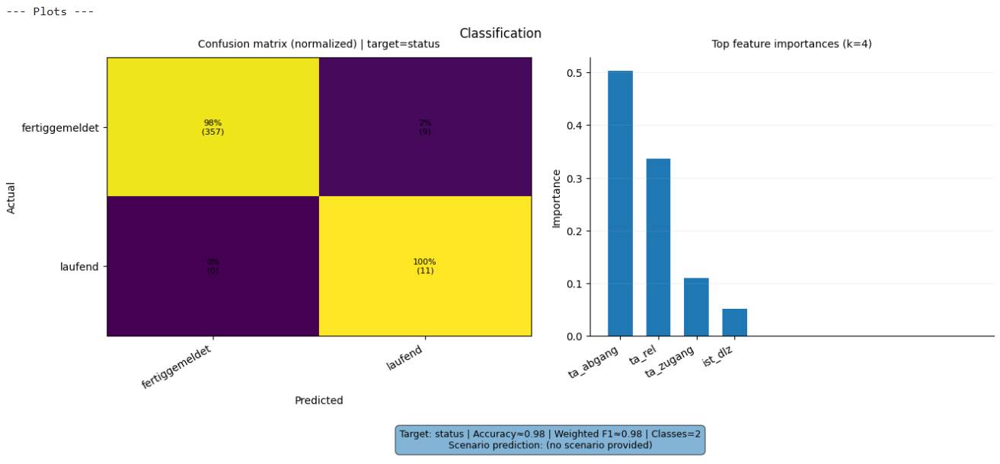 --- Plots ---
Classification
Confusion matrix (normalized) | target=status
Top feature importances (k=4)
Actual
fertiggemeldet
98%
(357)
2%
(9)
laufend
0%
(0)
100%
(11)
fertiggemeldet
laufend
Predicted
Importance
0.5
0.4
0.3
0.2
0.1
0.0
ta_abgang
ta_rel
ta_zugang
ist_dlz
Target: status | Accuracy≈0.98 | Weighted F1≈0.98 | Classes=2
Scenario prediction: (no scenario provided)